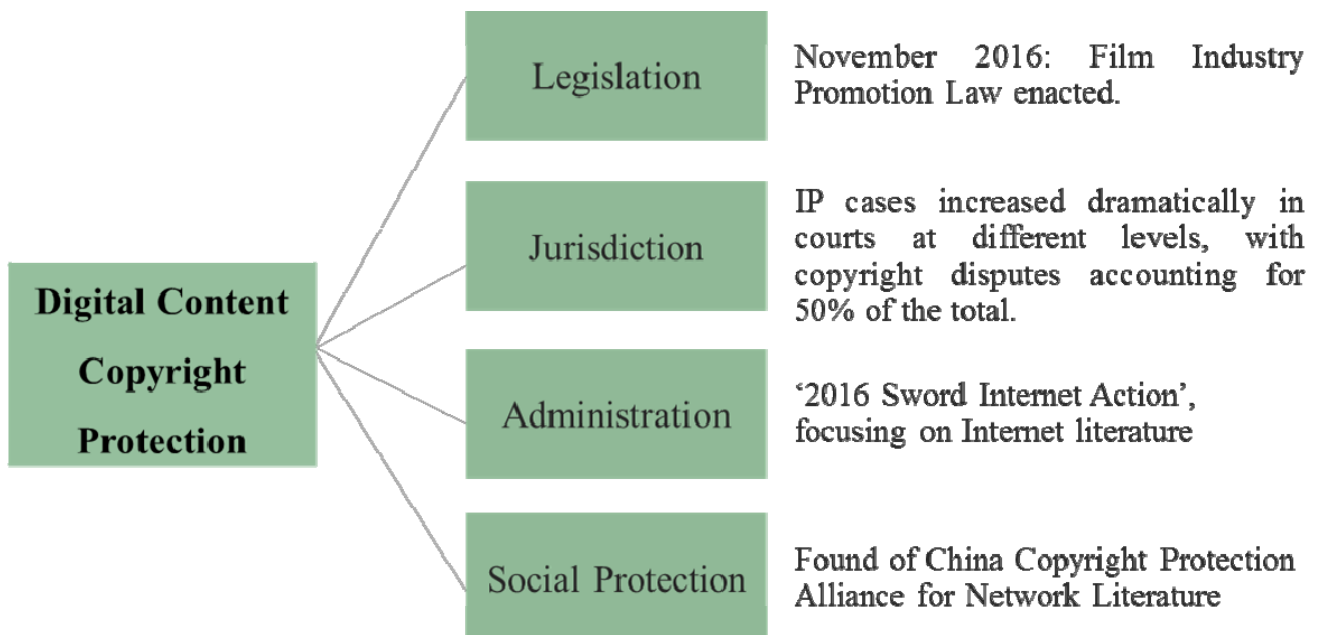 Digital Content
Copyright
Protection
Legislation
November 2016: Film Industry
Promotion Law enacted.
Jurisdiction
IP cases increased dramatically in
courts at different levels, with
copyright disputes accounting for
50% of the total.
Administration
‘2016 Sword Internet Action’,
focusing on Internet literature
Social Protection
Found of China Copyright Protection
Alliance for Network Literature